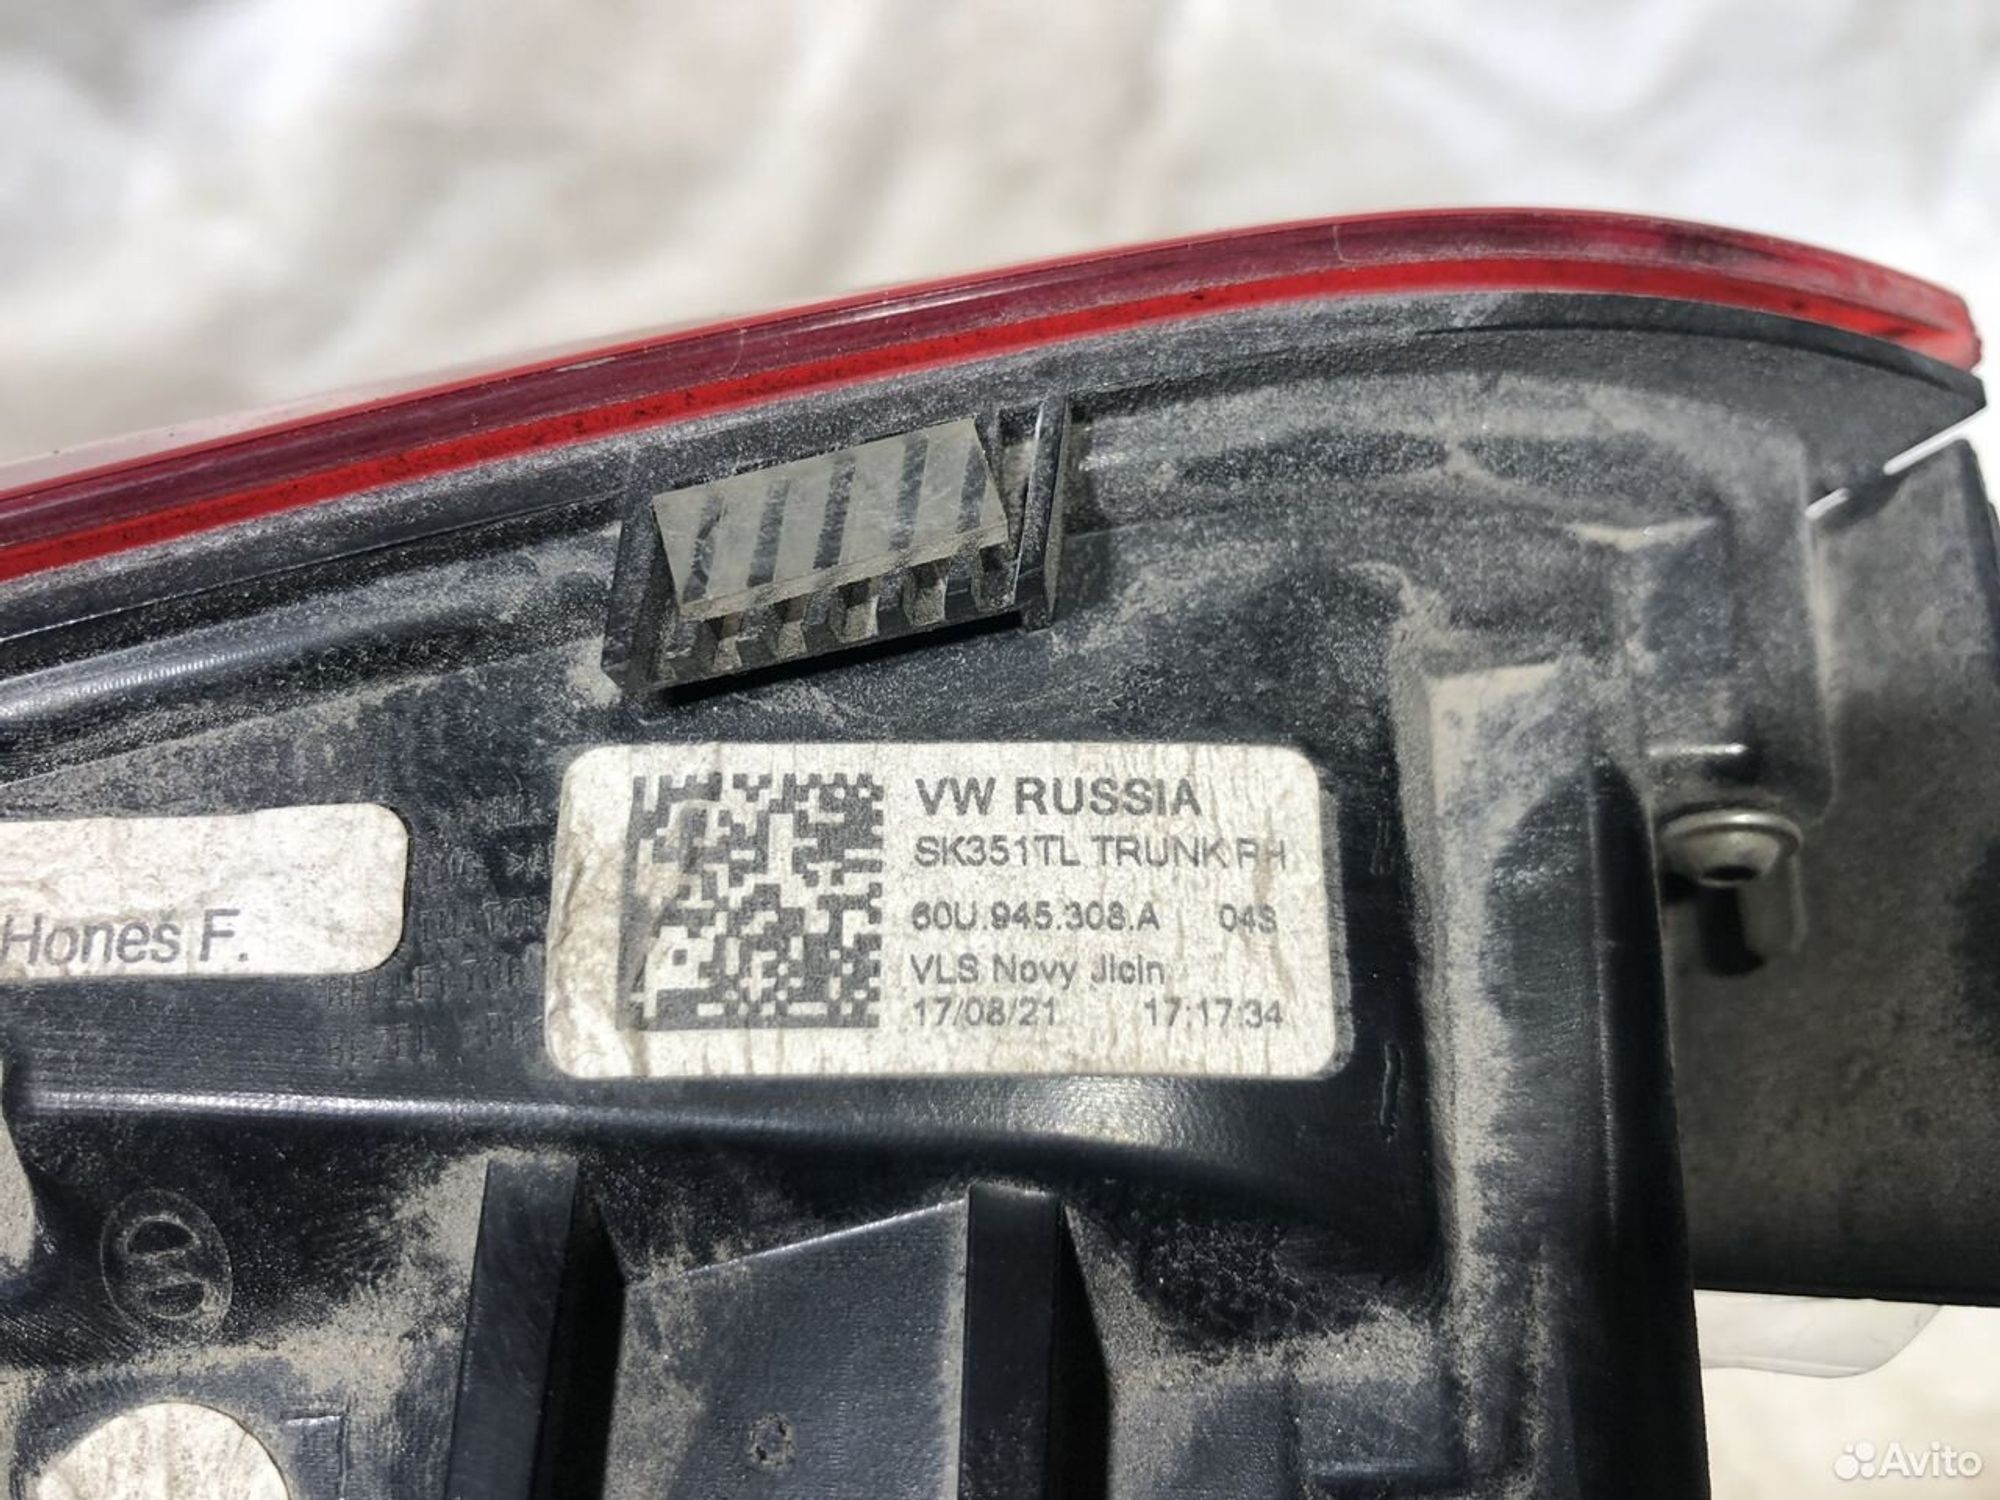 VW RUSSIA
SK351TL TRUNK RH
60U.945.308.A 04S
VLS Novy Jicin
17/08/21 17:17:34
Hones F.
Avito